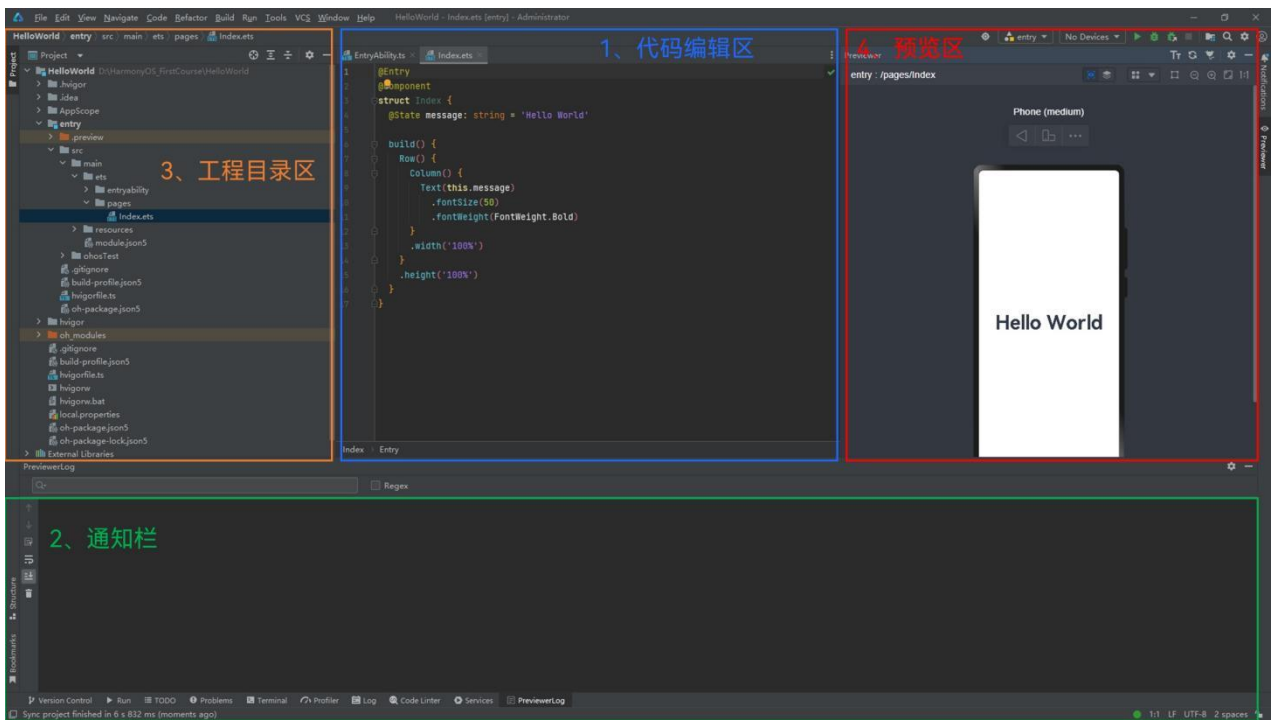 File Edit View Navigate Code Refactor Build Run Tools VCS Window Help HelloWorld - Index.ets [entry] - Administrator
HelloWorld entry src main ets pages Index.ets
entry No Devices
Project
Project
HelloWorld D:\HarmonyOS_FirstCourse\HelloWorld
.hvigor
.idea
AppScope
entry
.preview
src
main
ets
entryability
pages
Index.ets
resources
module.json5
ohosTest
.gitignore
build-profile.json5
hvigorfile.ts
oh-package.json5
hvigor
oh_modules
.gitignore
build-profile.json5
hvigorfile.ts
hvigorw
hvigorw.bat
local.properties
oh-package.json5
oh-package-lock.json5
External Libraries
3、工程目录区
EntryAbility.ts Index.ets
1、代码编辑区
@Entry
@Component
struct Index {
@State message: string = 'Hello World'
build() {
Row() {
Column() {
Text(this.message)
.fontSize(50)
.fontWeight(FontWeight.Bold)
}
.width('100%')
}
.height('100%')
}
}
Index Entry
Previewer
4、预览区
entry : /pages/Index
1:1
Phone (medium)
Hello World
Notifications
Previewer
PreviewerLog
Regex
2、通知栏
Structure
Bookmarks
Version Control Run TODO Problems Terminal Profiler Log Code Linter Services PreviewerLog
Sync project finished in 6 s 832 ms (moments ago) 1:1 LF UTF-8 2 spaces